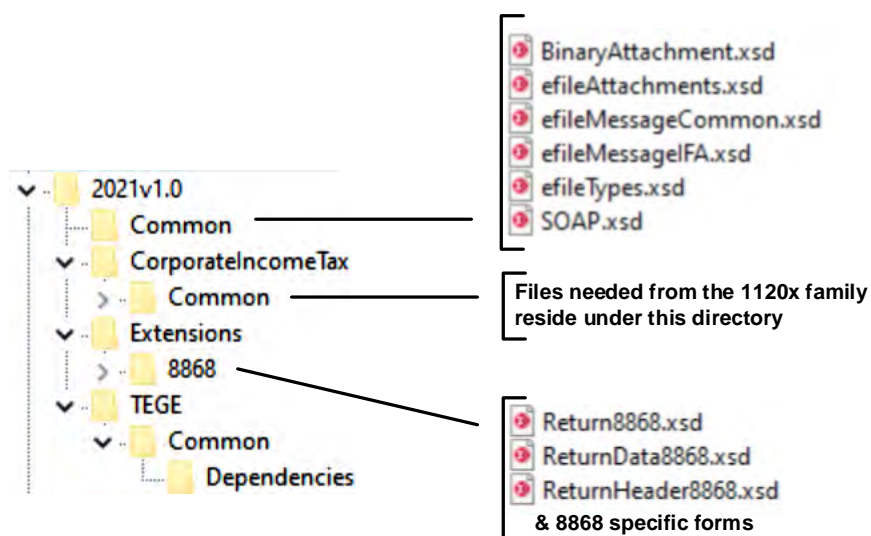 BinaryAttachment.xsd
efileAttachments.xsd
efileMessageCommon.xsd
efileMessageIFA.xsd
efileTypes.xsd
SOAP.xsd
2021v1.0
Common
CorporateIncomeTax
Common
Extensions
8868
TEGE
Common
Dependencies
Files needed from the 1120x family
reside under this directory
Return8868.xsd
ReturnData8868.xsd
ReturnHeader8868.xsd
& 8868 specific forms